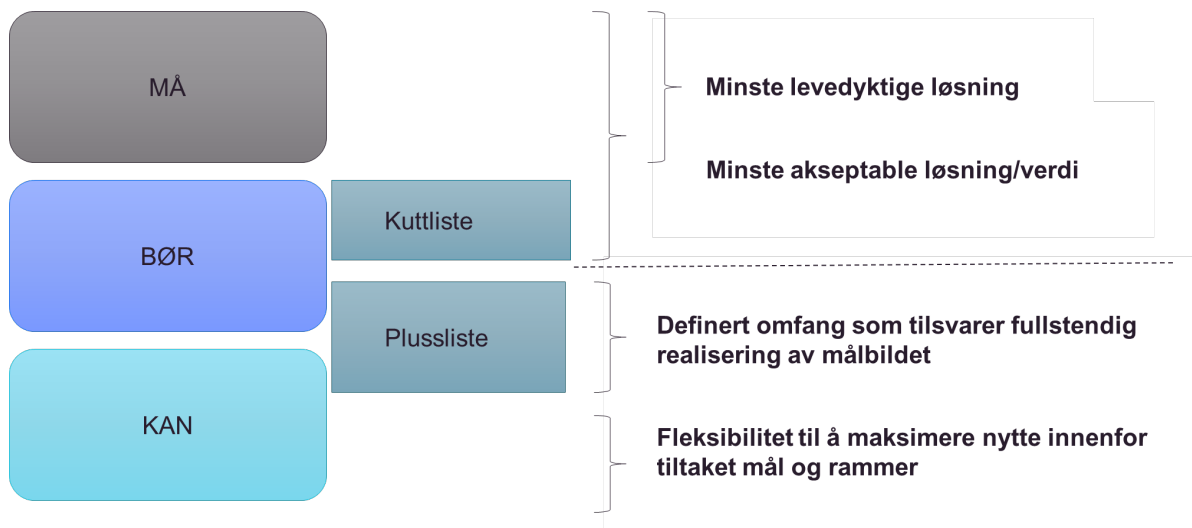 MÅ
Minste levedyktige løsning
Minste akseptable løsning/verdi
BØR
Kuttliste
Plussliste
Definert omfang som tilsvarer fullstendig
realisering av målbildet
KAN
Fleksibilitet til å maksimere nytte innenfor
tiltaket mål og rammer